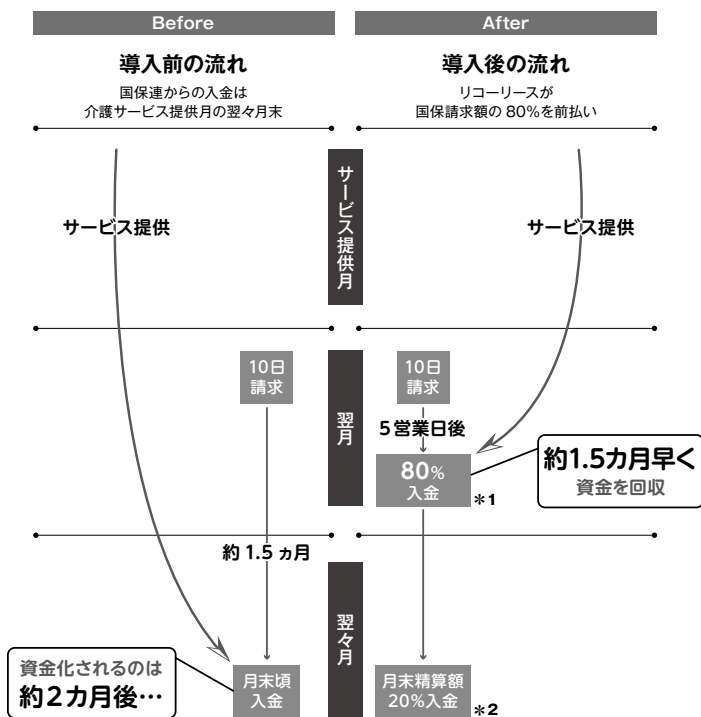 Before
After
導入前の流れ
国保連からの入金は
介護サービス提供月の翌々月末
導入後の流れ
リコーリースが
国保請求額の80%を前払い
サービス提供月
サービス提供
サービス提供
翌月
10日
請求
10日
請求
5営業日後
80%
入金
*1
約1.5カ月早く
資金を回収
約1.5ヵ月
翌々月
資金化されるのは
約2カ月後…
月末頃
入金
月末精算額
20%入金
*2